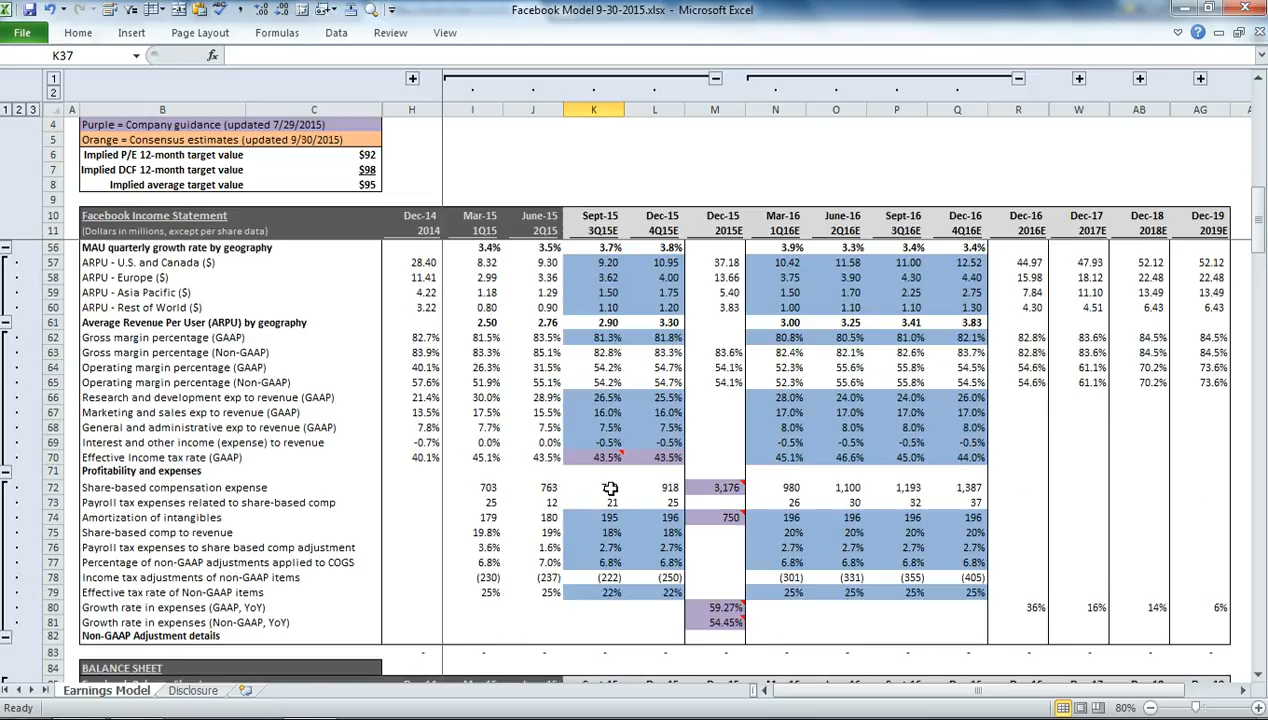 Facebook Model 9-30-2015.xlsx - Microsoft Excel
File Home Insert Page Layout Formulas Data Review View
K37 fx
1
2
1 2 3 A B C H I J K L M N O P Q R W AB AG
4 Purple = Company guidance (updated 7/29/2015)
5 Orange = Consensus estimates (updated 9/30/2015)
6 Implied P/E 12-month target value $92
7 Implied DCF 12-month target value $98
8 Implied average target value $95
9
10 Facebook Income Statement Dec-14 Mar-15 June-15 Sept-15 Dec-15 Dec-15 Mar-16 June-16 Sept-16 Dec-16 Dec-16 Dec-17 Dec-18 Dec-19
11 (Dollars in millions, except per share data) 2014 1Q15 2Q15 3Q15E 4Q15E 2015E 1Q16E 2Q16E 3Q16E 4Q16E 2016E 2017E 2018E 2019E
56 MAU quarterly growth rate by geography 3.4% 3.5% 3.7% 3.8% 3.9% 3.3% 3.4% 3.4%
57 ARPU - U.S. and Canada ($) 28.40 8.32 9.30 9.20 10.95 37.18 10.42 11.58 11.00 12.52 44.97 47.93 52.12 52.12
58 ARPU - Europe ($) 11.41 2.99 3.36 3.62 4.00 13.66 3.75 3.90 4.30 4.40 15.98 18.12 22.48 22.48
59 ARPU - Asia Pacific ($) 4.22 1.18 1.29 1.50 1.75 5.40 1.50 1.70 2.25 2.75 7.84 11.10 13.49 13.49
60 ARPU - Rest of World ($) 3.22 0.80 0.90 1.10 1.20 3.83 1.00 1.10 1.10 1.30 4.30 4.51 6.43 6.43
61 Average Revenue Per User (ARPU) by geography 2.50 2.76 2.90 3.30 3.00 3.25 3.41 3.83
62 Gross margin percentage (GAAP) 82.7% 81.5% 83.5% 81.3% 81.8% 80.8% 80.5% 81.0% 82.1% 82.8% 83.6% 84.5% 84.5%
63 Gross margin percentage (Non-GAAP) 83.9% 83.3% 85.1% 82.8% 83.3% 83.6% 82.4% 82.1% 82.6% 83.7% 82.8% 83.6% 84.5% 84.5%
64 Operating margin percentage (GAAP) 40.1% 26.3% 31.5% 54.2% 54.7% 54.1% 52.3% 55.6% 55.8% 54.5% 54.6% 61.1% 70.2% 73.6%
65 Operating margin percentage (Non-GAAP) 57.6% 51.9% 55.1% 54.2% 54.7% 54.1% 52.3% 55.6% 55.8% 54.5% 54.6% 61.1% 70.2% 73.6%
66 Research and development exp to revenue (GAAP) 21.4% 30.0% 28.9% 26.5% 25.5% 28.0% 24.0% 24.0% 26.0%
67 Marketing and sales exp to revenue (GAAP) 13.5% 17.5% 15.5% 16.0% 16.0% 17.0% 17.0% 17.0% 17.0%
68 General and administrative exp to revenue (GAAP) 7.8% 7.7% 7.5% 7.5% 7.5% 8.0% 8.0% 8.0% 8.0%
69 Interest and other income (expense) to revenue -0.7% 0.0% 0.0% -0.5% -0.5% -0.5% -0.5% -0.5% -0.5%
70 Effective Income tax rate (GAAP) 40.1% 45.1% 43.5% 43.5% 43.5% 45.1% 46.6% 45.0% 44.0%
71 Profitability and expenses
72 Share-based compensation expense 703 763 918 3,176 980 1,100 1,193 1,387
73 Payroll tax expenses related to share-based comp 25 12 21 25 26 30 32 37
74 Amortization of intangibles 179 180 195 196 750 196 196 196 196
75 Share-based comp to revenue 19.8% 19% 18% 18% 20% 20% 20% 20%
76 Payroll tax expenses to share based comp adjustment 3.6% 1.6% 2.7% 2.7% 2.7% 2.7% 2.7% 2.7%
77 Percentage of non-GAAP adjustments applied to COGS 6.8% 7.0% 6.8% 6.8% 6.8% 6.8% 6.8% 6.8%
78 Income tax adjustments of non-GAAP items (230) (237) (222) (250) (301) (331) (355) (405)
79 Effective tax rate of Non-GAAP items 25% 25% 22% 22% 25% 25% 25% 25%
80 Growth rate in expenses (GAAP, YoY) 59.27% 36% 16% 14% 6%
81 Growth rate in expenses (Non-GAAP, YoY) 54.45%
82 Non-GAAP Adjustment details
83 - - - - - - - - - - - - - -
84 BALANCE SHEET
Earnings Model Disclosure
Ready 80%